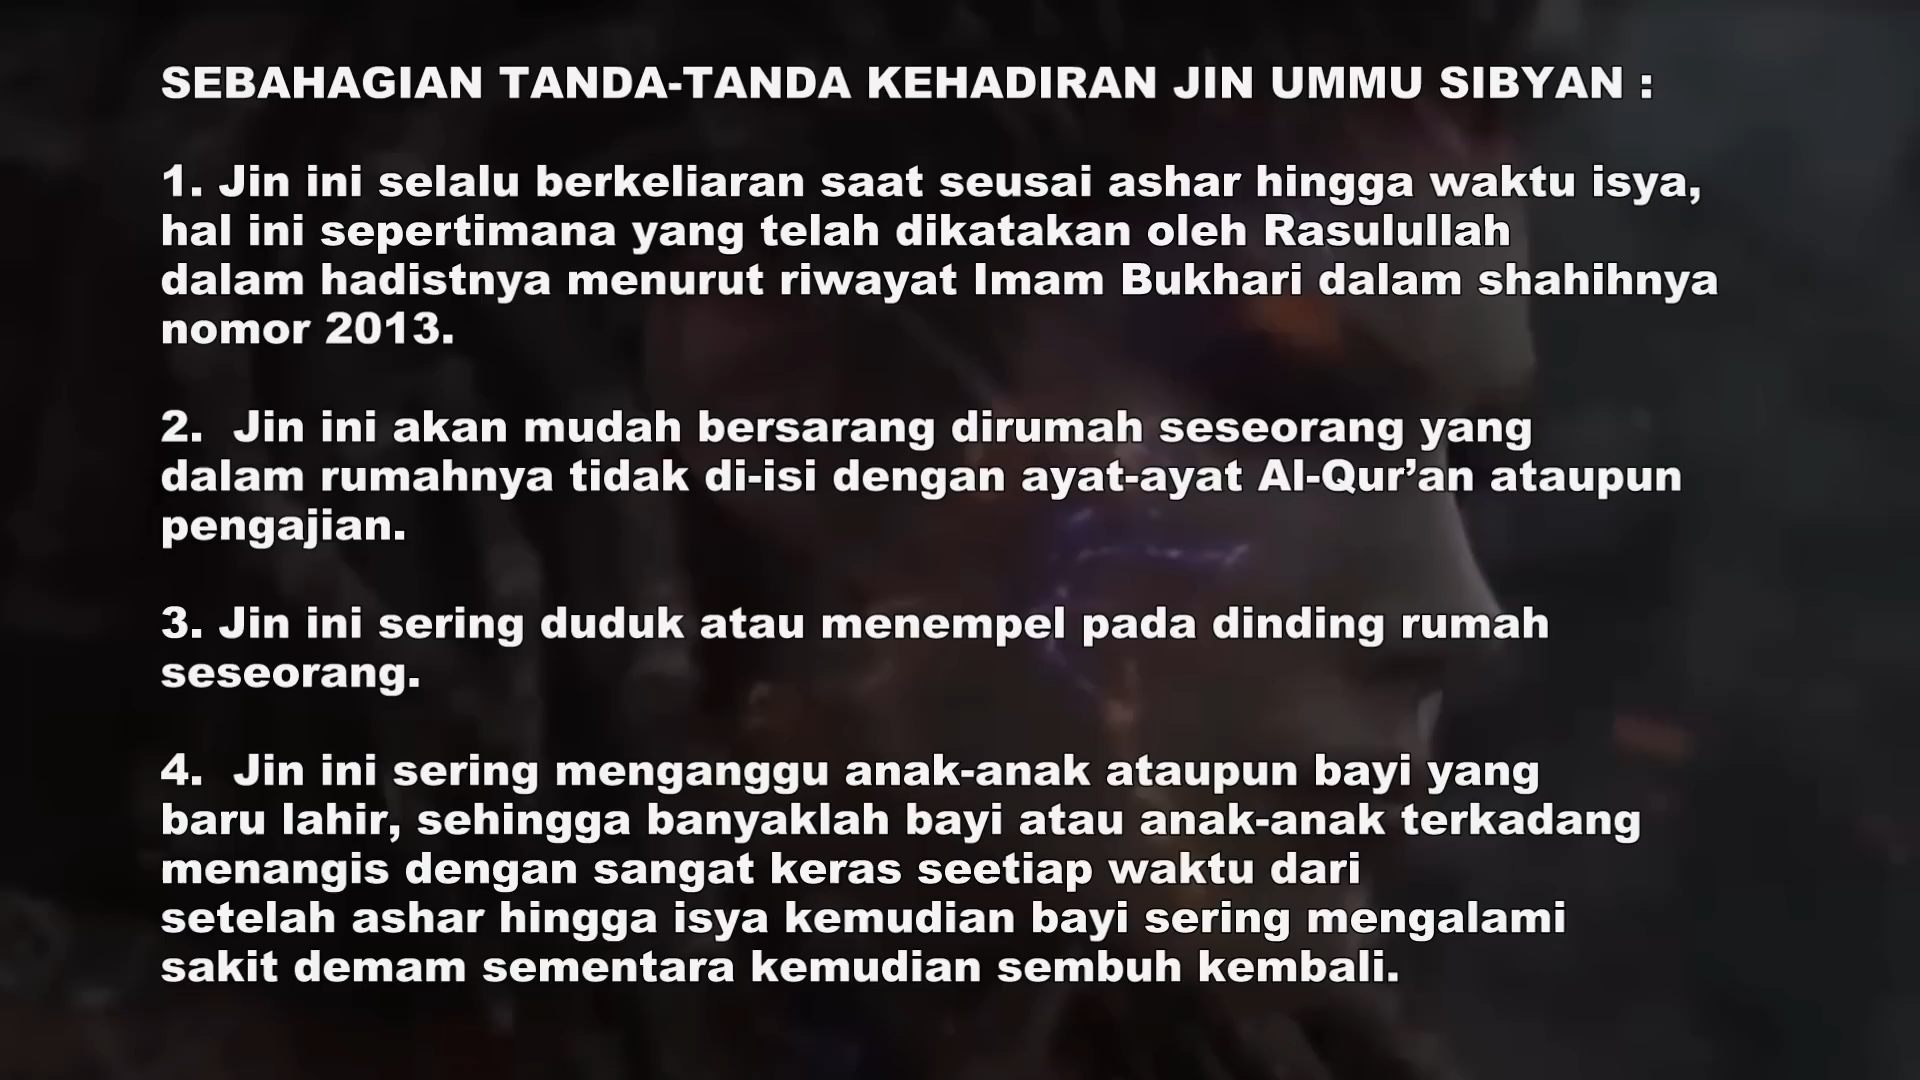 SEBAHAGIAN TANDA-TANDA KEHADIRAN JIN UMMU SIBYAN :
1. Jin ini selalu berkeliaran saat seusai ashar hingga waktu isya,
hal ini sepertimana yang telah dikatakan oleh Rasulullah
dalam hadistnya menurut riwayat Imam Bukhari dalam shahihnya
nomor 2013.
2. Jin ini akan mudah bersarang dirumah seseorang yang
dalam rumahnya tidak di-isi dengan ayat-ayat Al-Qur’an ataupun
pengajian.
3. Jin ini sering duduk atau menempel pada dinding rumah
seseorang.
4. Jin ini sering menganggu anak-anak ataupun bayi yang
baru lahir, sehingga banyaklah bayi atau anak-anak terkadang
menangis dengan sangat keras seetiap waktu dari
setelah ashar hingga isya kemudian bayi sering mengalami
sakit demam sementara kemudian sembuh kembali.